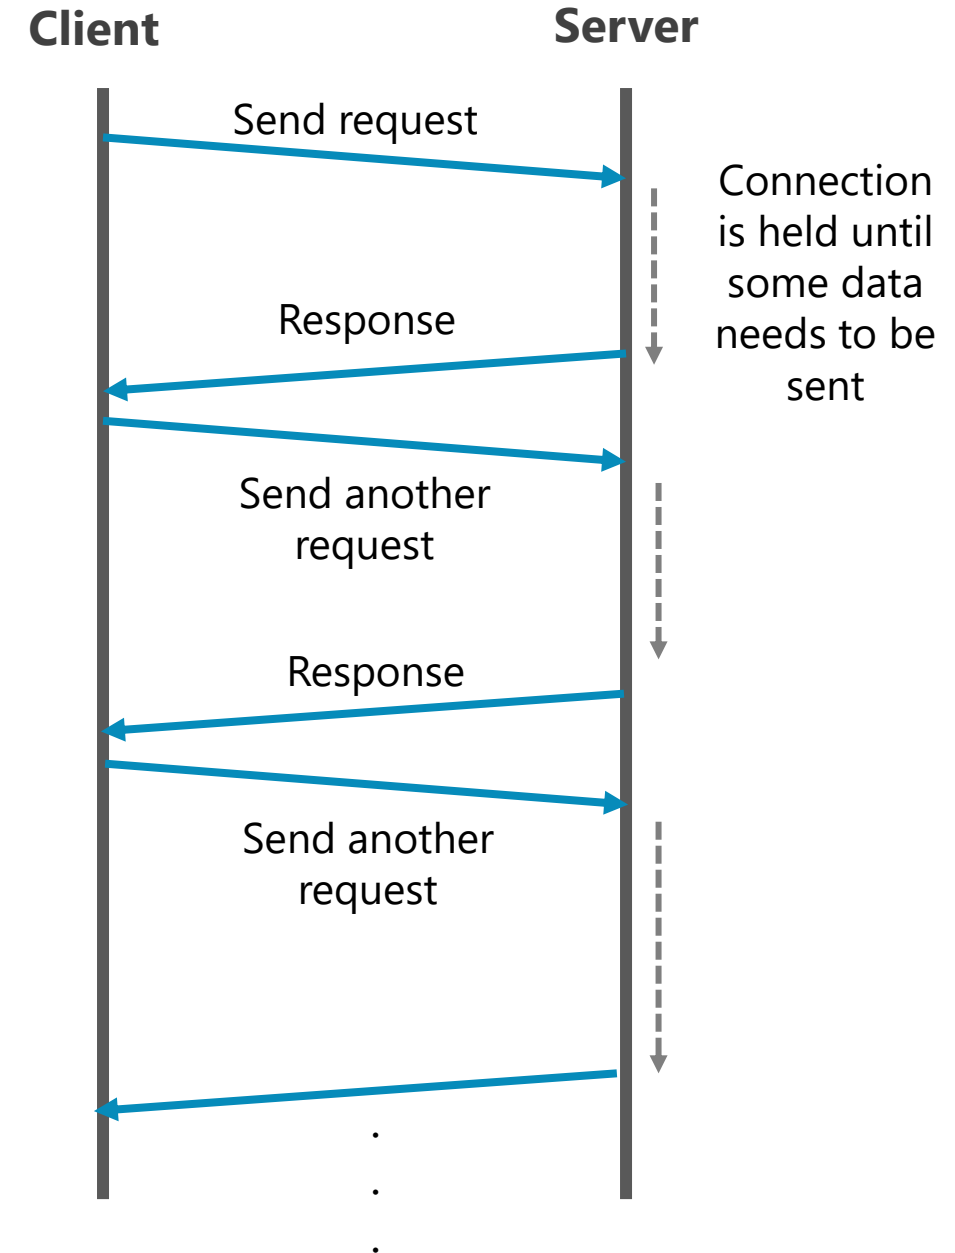 Client
Server
Send request
Connection
is held until
some data
needs to be
sent
Response
Send another
request
Response
Send another
request
.
.
.